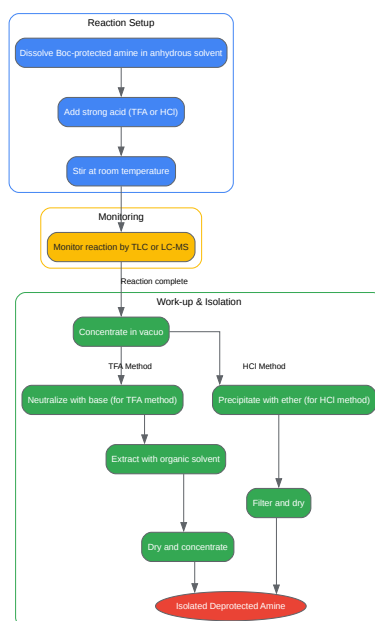 Reaction Setup
Dissolve Boc-protected amine in anhydrous solvent
Add strong acid (TFA or HCl)
Stir at room temperature
Monitoring
Monitor reaction by TLC or LC-MS
Reaction complete
Work-up & Isolation
Concentrate in vacuo
TFA Method
HCl Method
Neutralize with base (for TFA method)
Precipitate with ether (for HCl method)
Extract with organic solvent
Filter and dry
Dry and concentrate
Isolated Deprotected Amine